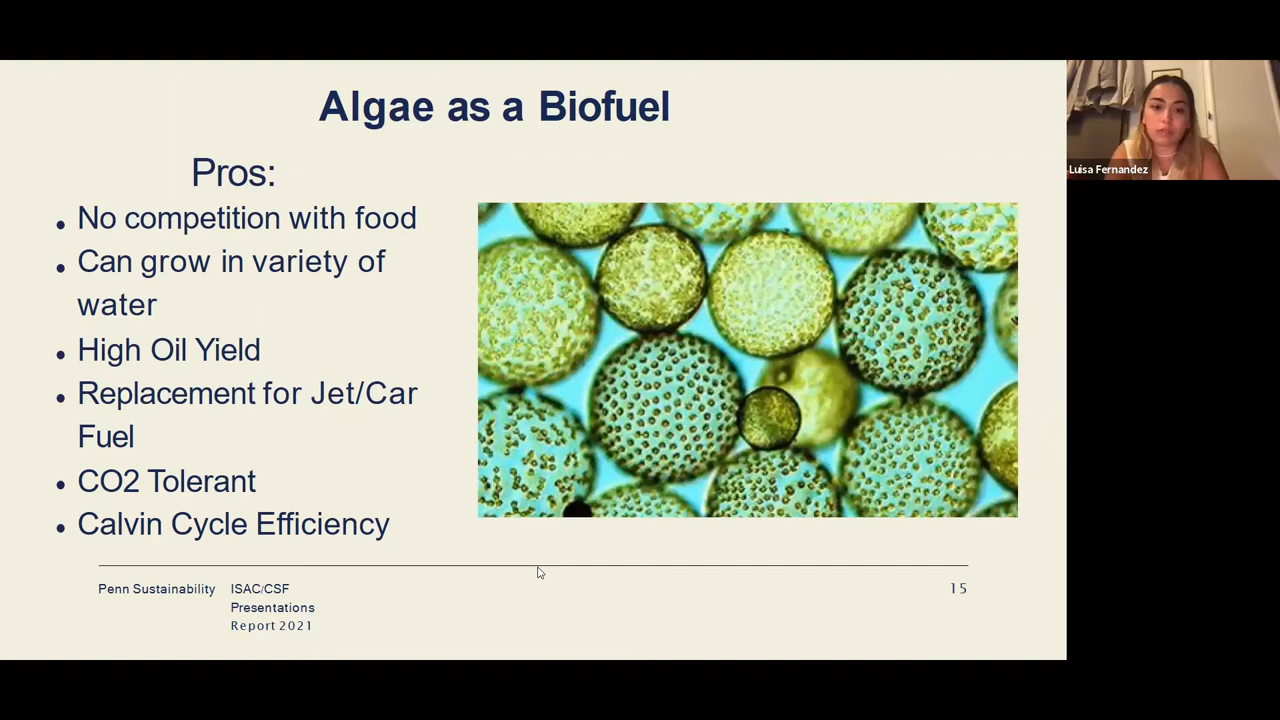 Algae as a Biofuel
Pros:
• No competition with food
• Can grow in variety of
water
• High Oil Yield
• Replacement for Jet/Car
Fuel
• CO2 Tolerant
• Calvin Cycle Efficiency
Penn Sustainability
ISAC/CSF
Presentations
Report 2021
15
Luisa Fernandez